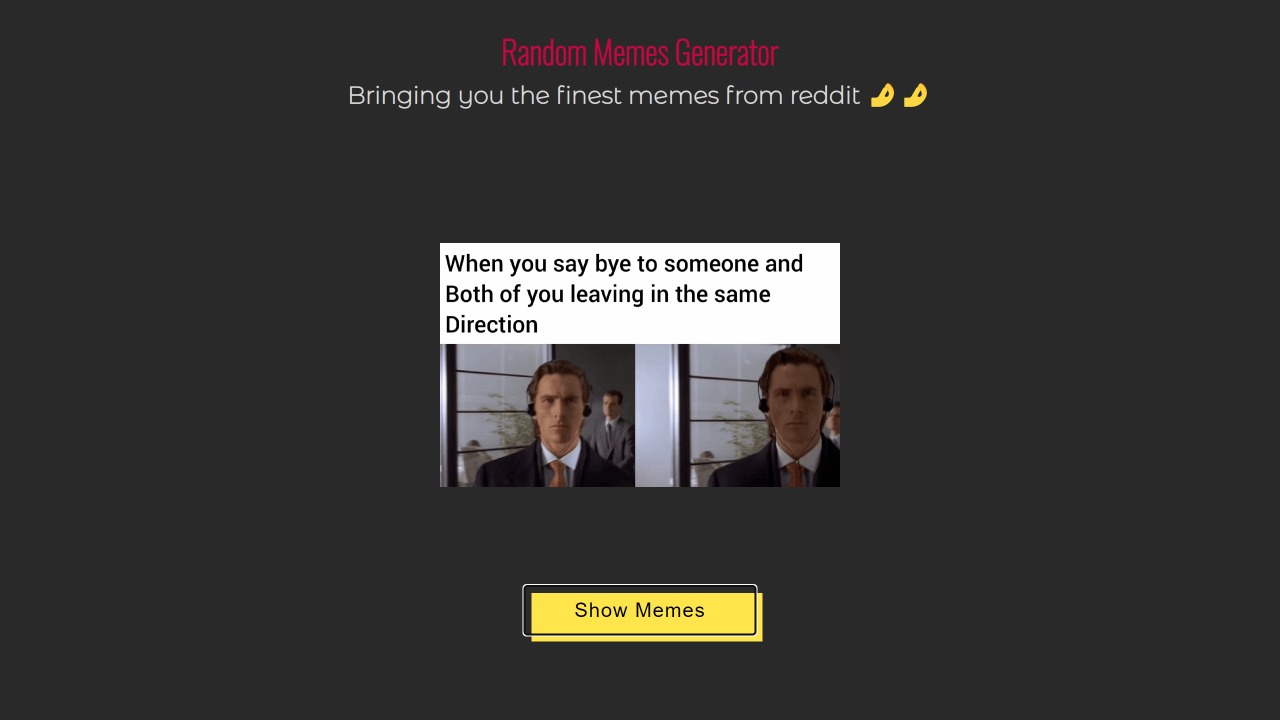 Random Memes Generator
Bringing you the finest memes from reddit
When you say bye to someone and
Both of you leaving in the same
Direction
Show Memes